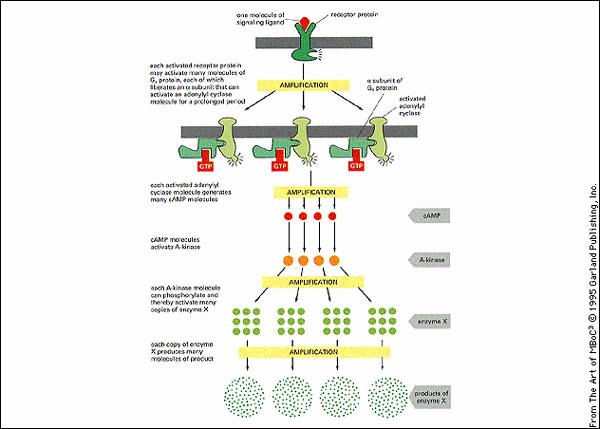 one molecule of
signaling ligand
receptor protein
each activated receptor protein
may activate many molecules of
Gs protein, each of which
liberates an α subunit that can
activate an adenylyl cyclase
molecule for a prolonged period
AMPLIFICATION
α subunit of
Gs protein
activated
adenylyl
cyclase
GTP
GTP
GTP
each activated adenylyl
cyclase molecule generates
many cAMP molecules
AMPLIFICATION
cAMP
cAMP molecules
activate A-kinase
A-kinase
each A-kinase molecule
can phosphorylate and
thereby activate many
copies of enzyme X
AMPLIFICATION
enzyme X
each copy of enzyme
X produces many
molecules of product
AMPLIFICATION
products of
enzyme X
From The Art of MBoC³ © 1995 Garland Publishing, Inc.